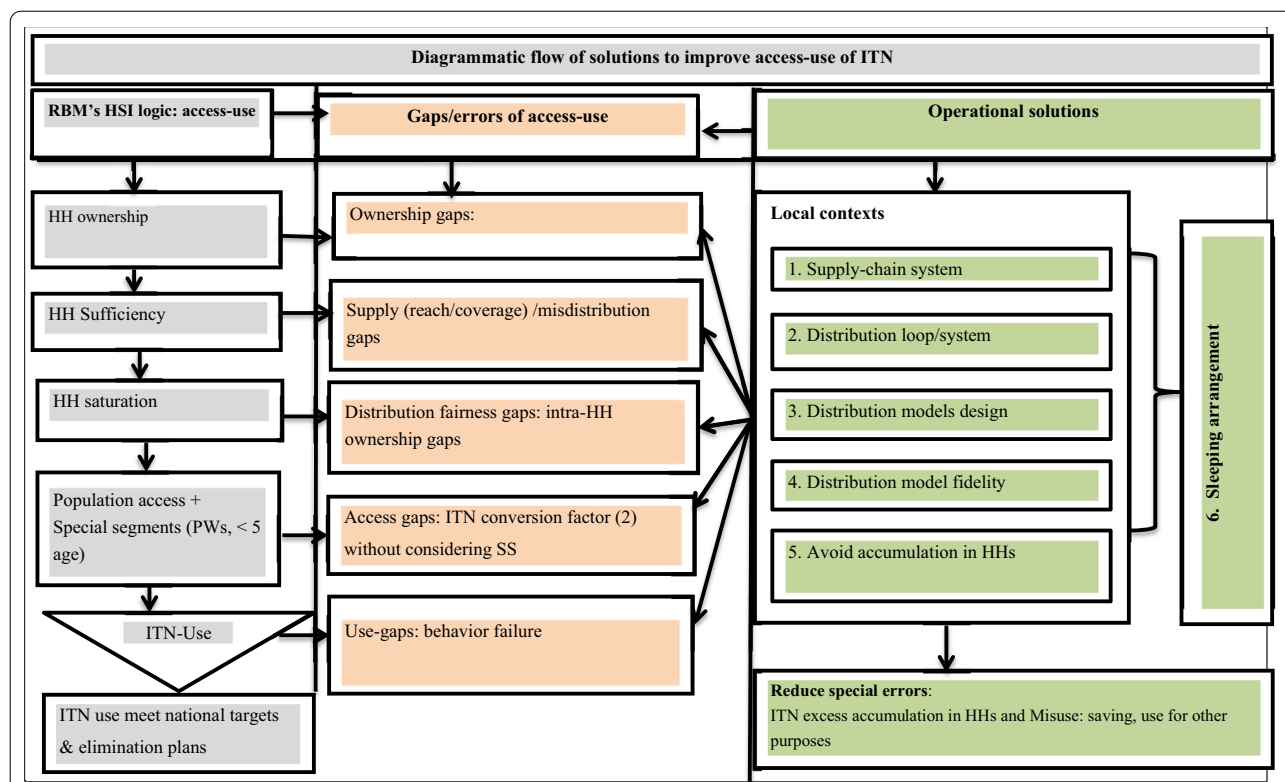 Diagrammatic flow of solutions to improve access-use of ITN
RBM's HSI logic: access-use
Gaps/errors of access-use
Operational solutions
HH ownership
HH Sufficiency
HH saturation
Population access +
Special segments (PWs, < 5
age)
ITN-Use
ITN use meet national targets
& elimination plans
Ownership gaps:
Supply (reach/coverage) /misdistribution
gaps
Distribution fairness gaps: intra-HH
ownership gaps
Access gaps: ITN conversion factor (2)
without considering SS
Use-gaps: behavior failure
Local contexts
1. Supply-chain system
2. Distribution loop/system
3. Distribution models design
4. Distribution model fidelity
5. Avoid accumulation in HHs
6. Sleeping arrangement
Reduce special errors:
ITN excess accumulation in HHs and Misuse: saving, use for other
purposes